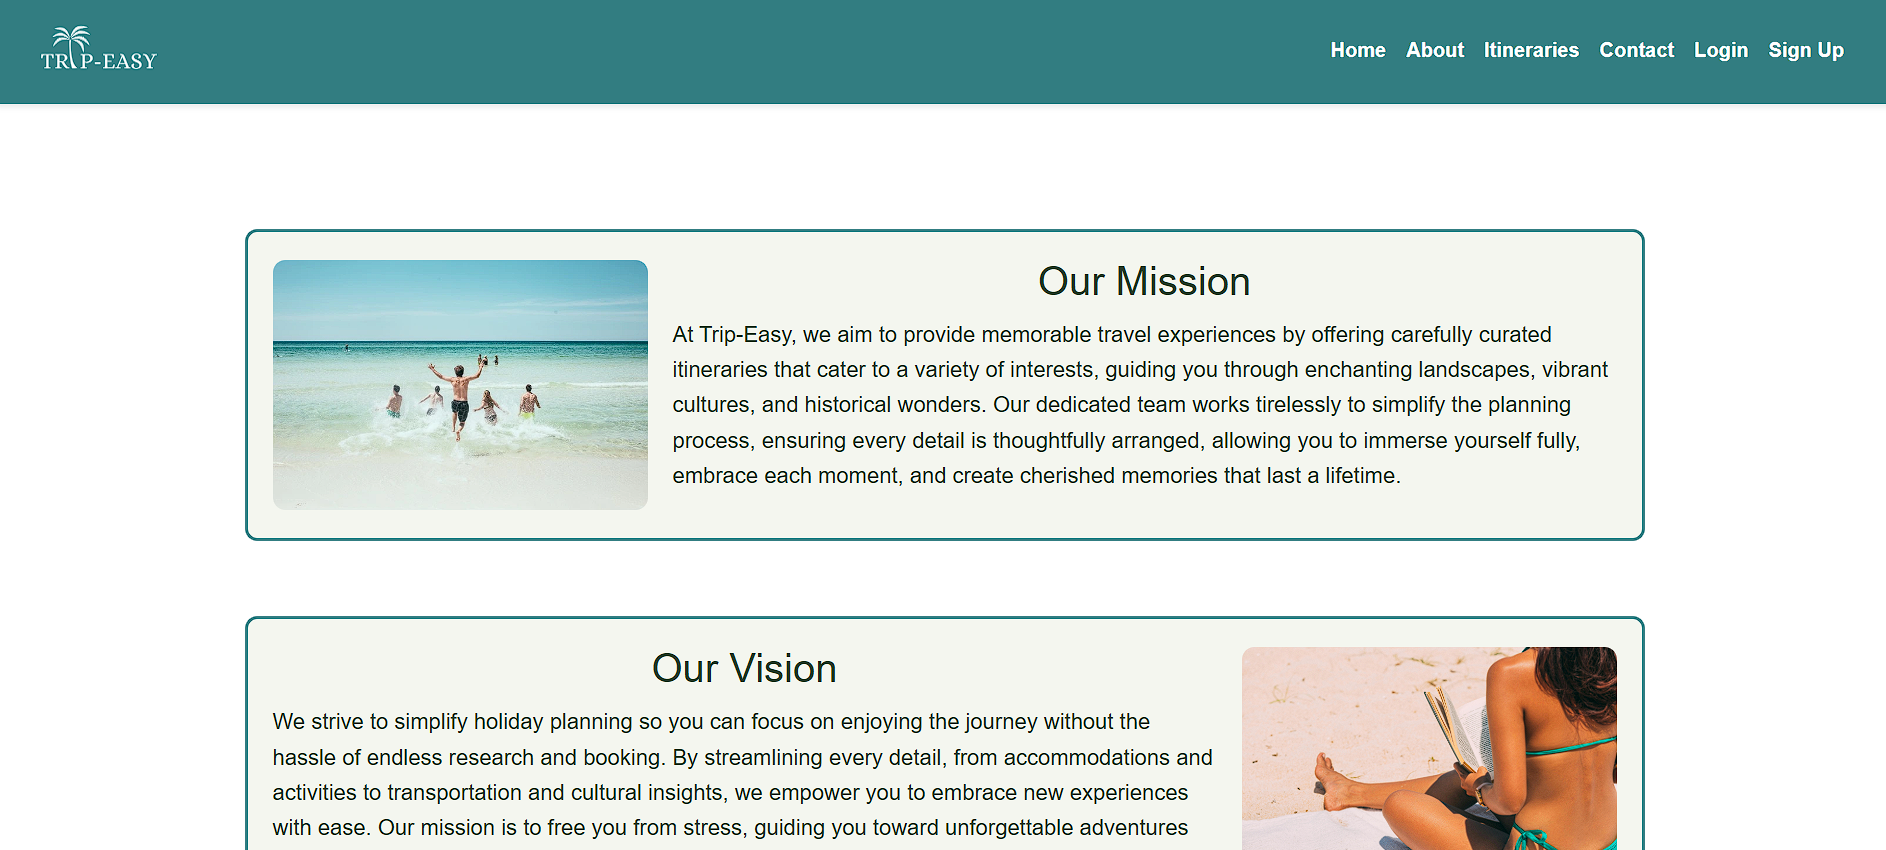 TRIP-EASY
Home About Itineraries Contact Login Sign Up
Our Mission
At Trip-Easy, we aim to provide memorable travel experiences by offering carefully curated
itineraries that cater to a variety of interests, guiding you through enchanting landscapes, vibrant
cultures, and historical wonders. Our dedicated team works tirelessly to simplify the planning
process, ensuring every detail is thoughtfully arranged, allowing you to immerse yourself fully,
embrace each moment, and create cherished memories that last a lifetime.
Our Vision
We strive to simplify holiday planning so you can focus on enjoying the journey without the
hassle of endless research and booking. By streamlining every detail, from accommodations and
activities to transportation and cultural insights, we empower you to embrace new experiences
with ease. Our mission is to free you from stress, guiding you toward unforgettable adventures